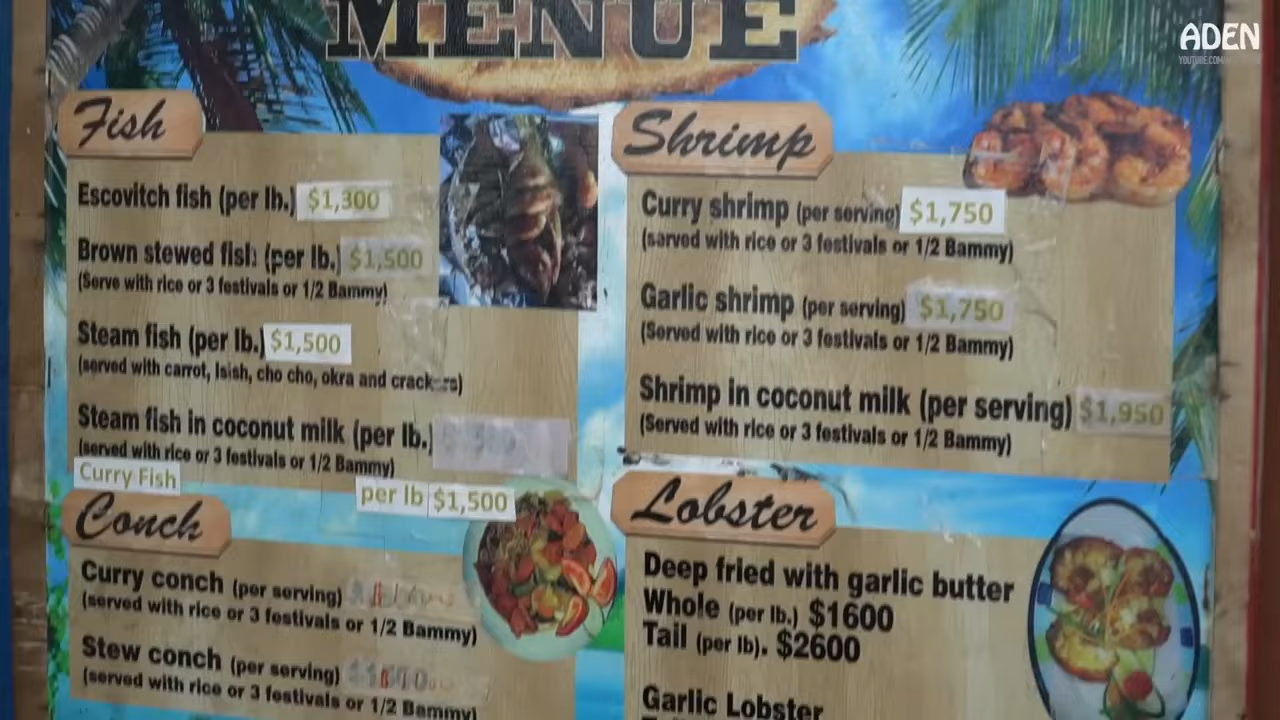 MENUE
ADEN
Fish
Escovitch fish (per lb.) $1,300
Brown stewed fish (per lb.) $1,500
(Serve with rice or 3 festivals or 1/2 Bammy)
Steam fish (per lb.) $1,500
(served with carrot, Isish, cho cho, okra and crackers)
Steam fish in coconut milk (per lb.)
(served with rice or 3 festivals or 1/2 Bammy)
Curry Fish per lb $1,500
Conch
Curry conch (per serving)
(served with rice or 3 festivals or 1/2 Bammy)
Stew conch (per serving)
(served with rice or 3 festivals or 1/2 Bammy)
Shrimp
Curry shrimp (per serving) $1,750
(sarved with rice or 3 festivals or 1/2 Bammy)
Garlic shrimp (per serving) $1,750
(Served with rice or 3 festivals or 1/2 Bammy)
Shrimp in coconut milk (per serving) $1,950
(Served with rice or 3 festivals or 1/2 Bammy)
Lobster
Deep fried with garlic butter
Whole (per lb.) $1600
Tail (per lb). $2600
Garlic Lobster